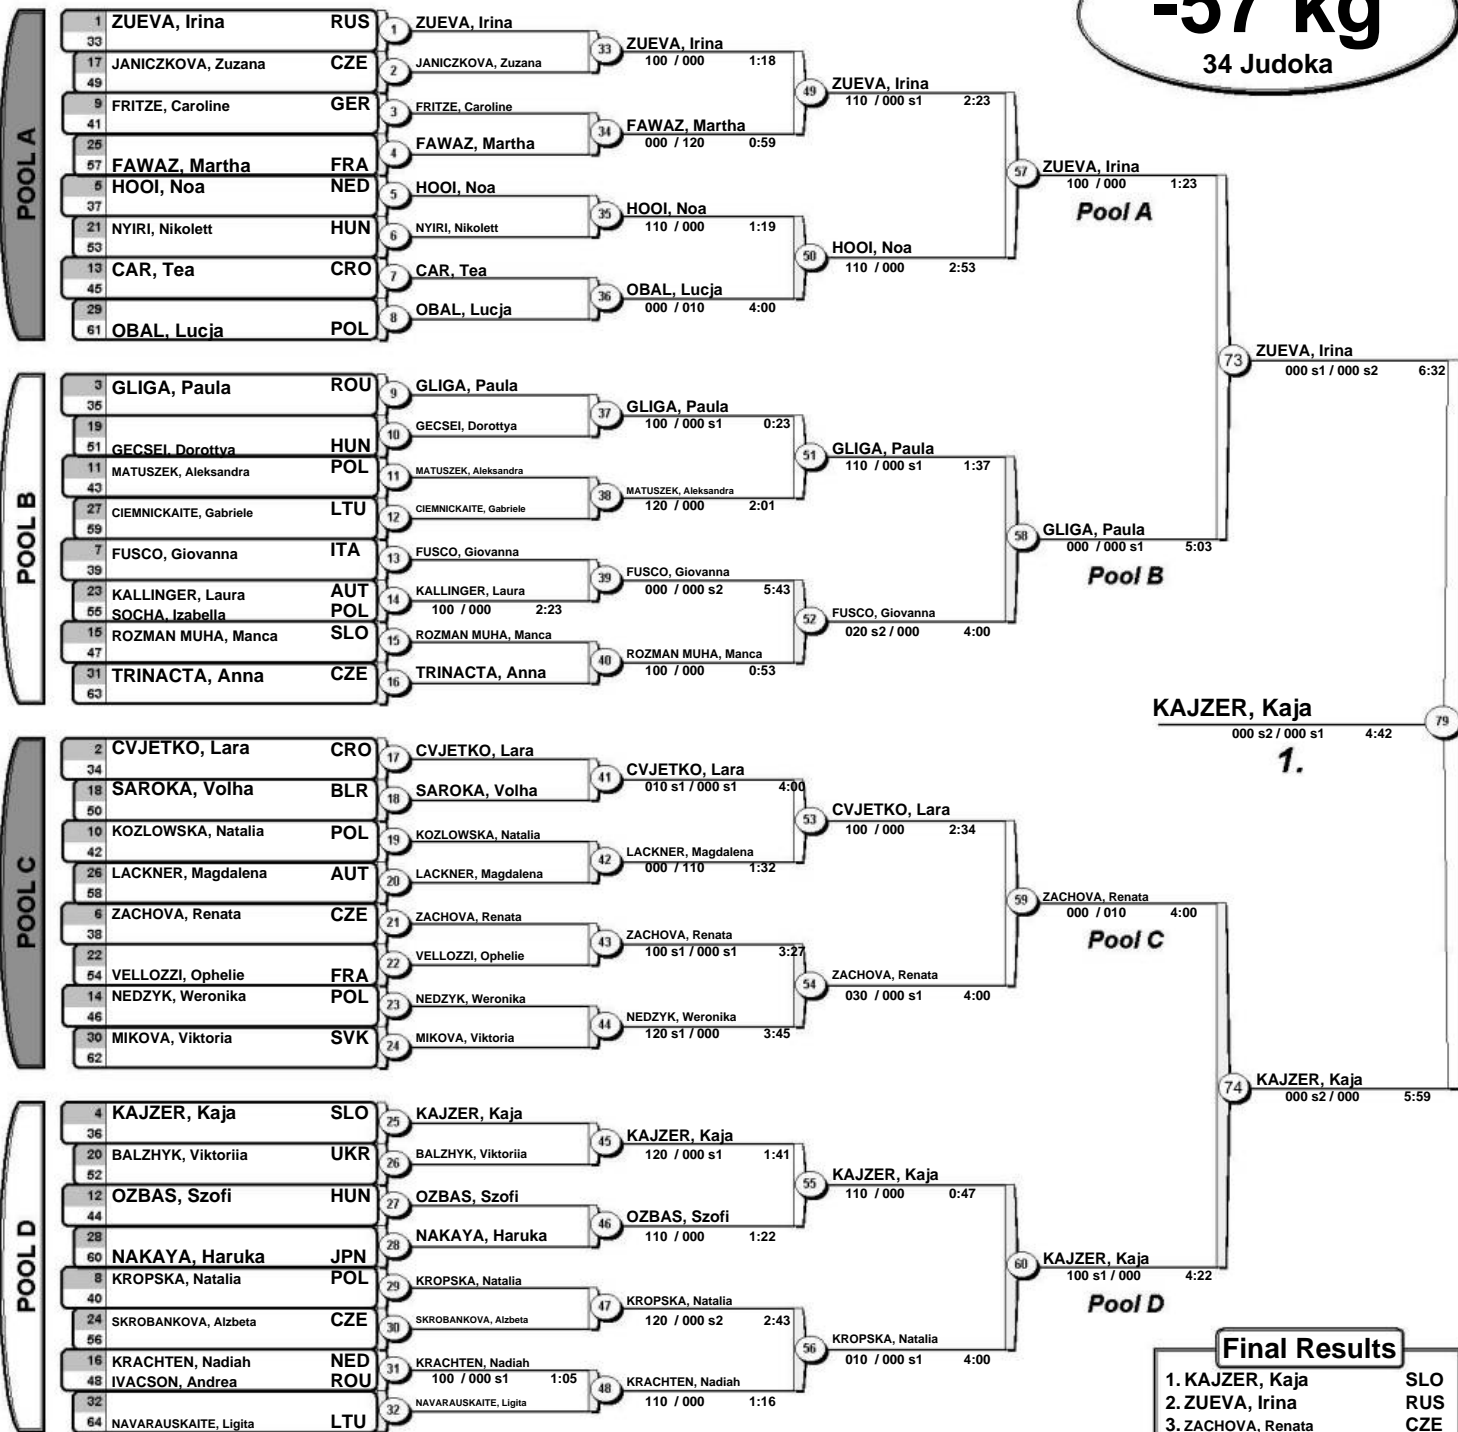 -57 kg
34 Judoka
POOL A
1 ZUEVA, Irina RUS
33
17 JANICZKOVA, Zuzana CZE
49
9 FRITZE, Caroline GER
41
25
57 FAWAZ, Martha FRA
5 HOOI, Noa NED
37
21 NYIRI, Nikolett HUN
53
13 CAR, Tea CRO
45
29
61 OBAL, Lucja POL
1 ZUEVA, Irina
2 JANICZKOVA, Zuzana
3 FRITZE, Caroline
4 FAWAZ, Martha
5 HOOI, Noa
6 NYIRI, Nikolett
7 CAR, Tea
8 OBAL, Lucja
33 ZUEVA, Irina
100 / 000 1:18
34 FAWAZ, Martha
000 / 120 0:59
35 HOOI, Noa
110 / 000 1:19
36 OBAL, Lucja
000 / 010 4:00
49 ZUEVA, Irina
110 / 000 s1 2:23
50 HOOI, Noa
110 / 000 2:53
57 ZUEVA, Irina
100 / 000 1:23
Pool A
POOL B
3 GLIGA, Paula ROU
35
19
51 GECSEI, Dorottya HUN
11 MATUSZEK, Aleksandra POL
43
27 CIEMNICKAITE, Gabriele LTU
59
7 FUSCO, Giovanna ITA
39
23 KALLINGER, Laura AUT
55 SOCHA, Izabella POL
15 ROZMAN MUHA, Manca SLO
47
31 TRINACTA, Anna CZE
63
9 GLIGA, Paula
10 GECSEI, Dorottya
11 MATUSZEK, Aleksandra
12 CIEMNICKAITE, Gabriele
13 FUSCO, Giovanna
14 KALLINGER, Laura
100 / 000 2:23
15 ROZMAN MUHA, Manca
16 TRINACTA, Anna
37 GLIGA, Paula
100 / 000 s1 0:23
38 MATUSZEK, Aleksandra
120 / 000 2:01
39 FUSCO, Giovanna
000 / 000 s2 5:43
40 ROZMAN MUHA, Manca
100 / 000 0:53
51 GLIGA, Paula
110 / 000 s1 1:37
52 FUSCO, Giovanna
020 s2 / 000 4:00
58 GLIGA, Paula
000 / 000 s1 5:03
Pool B
73 ZUEVA, Irina
000 s1 / 000 s2 6:32
KAJZER, Kaja 79
000 s2 / 000 s1 4:42
1.
POOL C
2 CVJETKO, Lara CRO
34
18 SAROKA, Volha BLR
50
10 KOZLOWSKA, Natalia POL
42
26 LACKNER, Magdalena AUT
58
6 ZACHOVA, Renata CZE
38
22
54 VELLOZZI, Ophelie FRA
14 NEDZYK, Weronika POL
46
30 MIKOVA, Viktoria SVK
62
17 CVJETKO, Lara
18 SAROKA, Volha
19 KOZLOWSKA, Natalia
20 LACKNER, Magdalena
21 ZACHOVA, Renata
22 VELLOZZI, Ophelie
23 NEDZYK, Weronika
24 MIKOVA, Viktoria
41 CVJETKO, Lara
010 s1 / 000 s1 4:00
42 LACKNER, Magdalena
000 / 110 1:32
43 ZACHOVA, Renata
100 s1 / 000 s1 3:27
44 NEDZYK, Weronika
120 s1 / 000 3:45
53 CVJETKO, Lara
100 / 000 2:34
54 ZACHOVA, Renata
030 / 000 s1 4:00
59 ZACHOVA, Renata
000 / 010 4:00
Pool C
POOL D
4 KAJZER, Kaja SLO
36
20 BALZHYK, Viktoriia UKR
52
12 OZBAS, Szofi HUN
44
28
60 NAKAYA, Haruka JPN
8 KROPSKA, Natalia POL
40
24 SKROBANKOVA, Alzbeta CZE
56
16 KRACHTEN, Nadiah NED
48 IVACSON, Andrea ROU
32
64 NAVARAUSKAITE, Ligita LTU
25 KAJZER, Kaja
26 BALZHYK, Viktoriia
27 OZBAS, Szofi
28 NAKAYA, Haruka
29 KROPSKA, Natalia
30 SKROBANKOVA, Alzbeta
31 KRACHTEN, Nadiah
100 / 000 s1 1:05
32 NAVARAUSKAITE, Ligita
45 KAJZER, Kaja
120 / 000 s1 1:41
46 OZBAS, Szofi
110 / 000 1:22
47 KROPSKA, Natalia
120 / 000 s2 2:43
48 KRACHTEN, Nadiah
110 / 000 1:16
55 KAJZER, Kaja
110 / 000 0:47
56 KROPSKA, Natalia
010 / 000 s1 4:00
60 KAJZER, Kaja
100 s1 / 000 4:22
Pool D
74 KAJZER, Kaja
000 s2 / 000 5:59
Final Results
1. KAJZER, Kaja SLO
2. ZUEVA, Irina RUS
3. ZACHOVA, Renata CZE